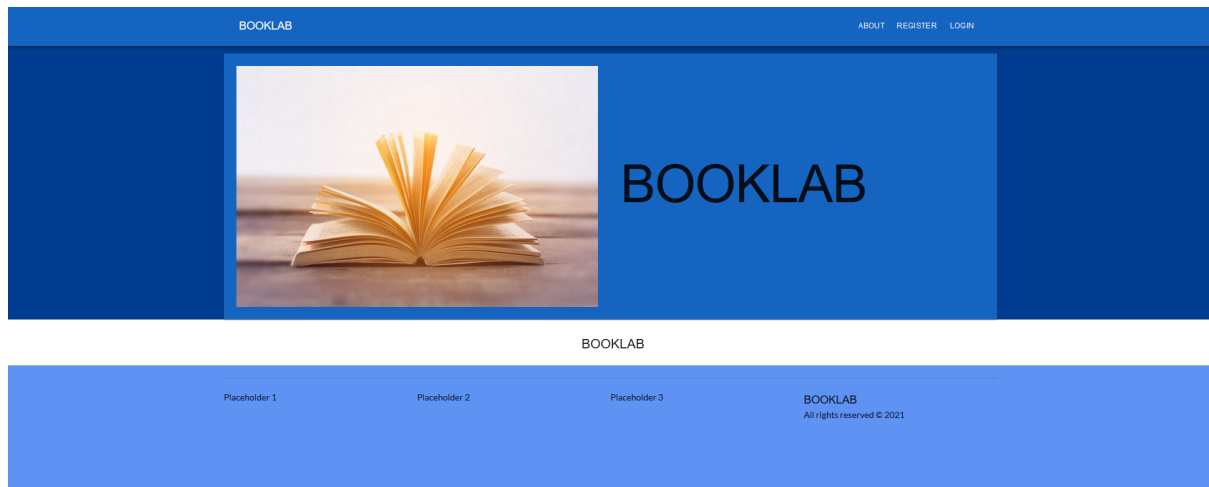 BOOKLAB
ABOUT REGISTER LOGIN
BOOKLAB
BOOKLAB
Placeholder 1
Placeholder 2
Placeholder 3
BOOKLAB
All rights reserved © 2021